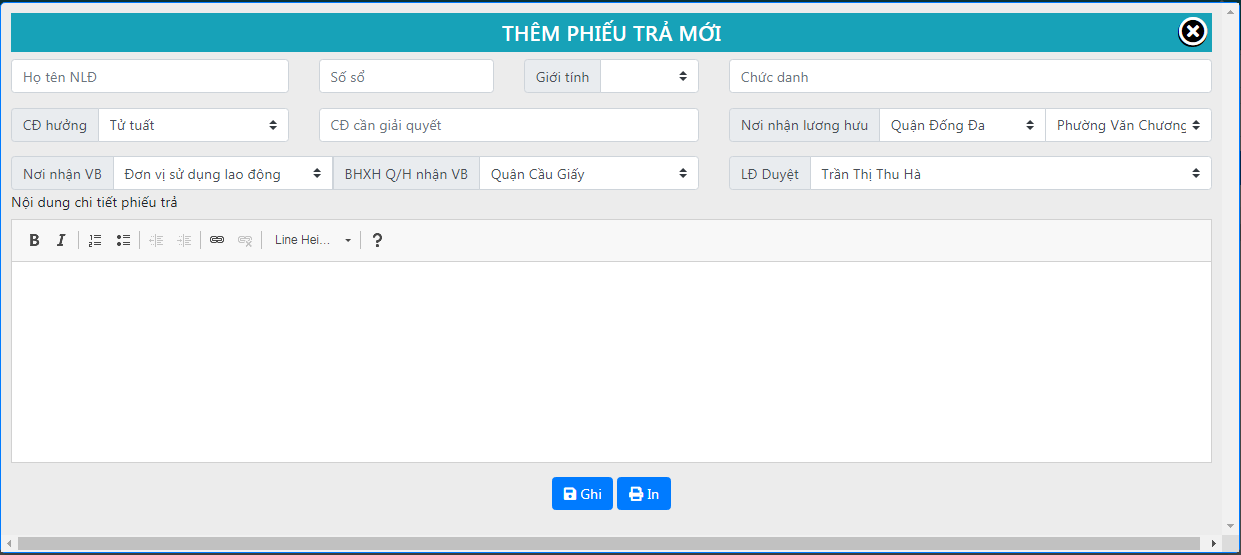 THÊM PHIẾU TRẢ MỚI
Họ tên NLĐ Số sổ Giới tính Chức danh
CĐ hưởng Tử tuất CĐ cần giải quyết Nơi nhận lương hưu Quận Đống Đa Phường Văn Chương
Nơi nhận VB Đơn vị sử dụng lao động BHXH Q/H nhận VB Quận Cầu Giấy LĐ Duyệt Trần Thị Thu Hà
Nội dung chi tiết phiếu trả
B I Line Hei... ?
Ghi In